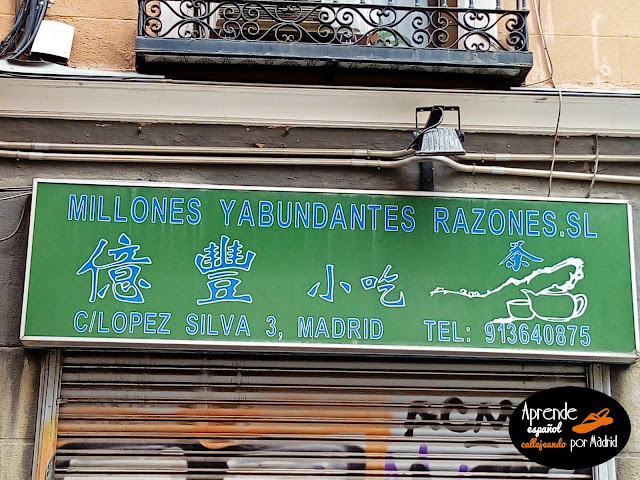 MILLONES YABUNDANTES RAZONES.SL
億豐 小吃 茶
C/LOPEZ SILVA 3, MADRID TEL: 913640875
Aprende
español
callejeando por Madrid